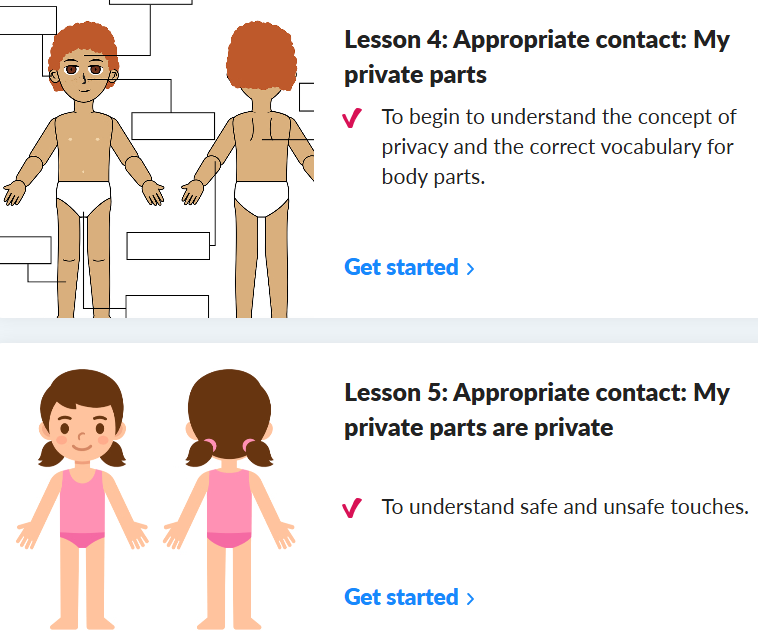 Lesson 4: Appropriate contact: My
private parts
To begin to understand the concept of
privacy and the correct vocabulary for
body parts.
Get started
Lesson 5: Appropriate contact: My
private parts are private
To understand safe and unsafe touches.
Get started